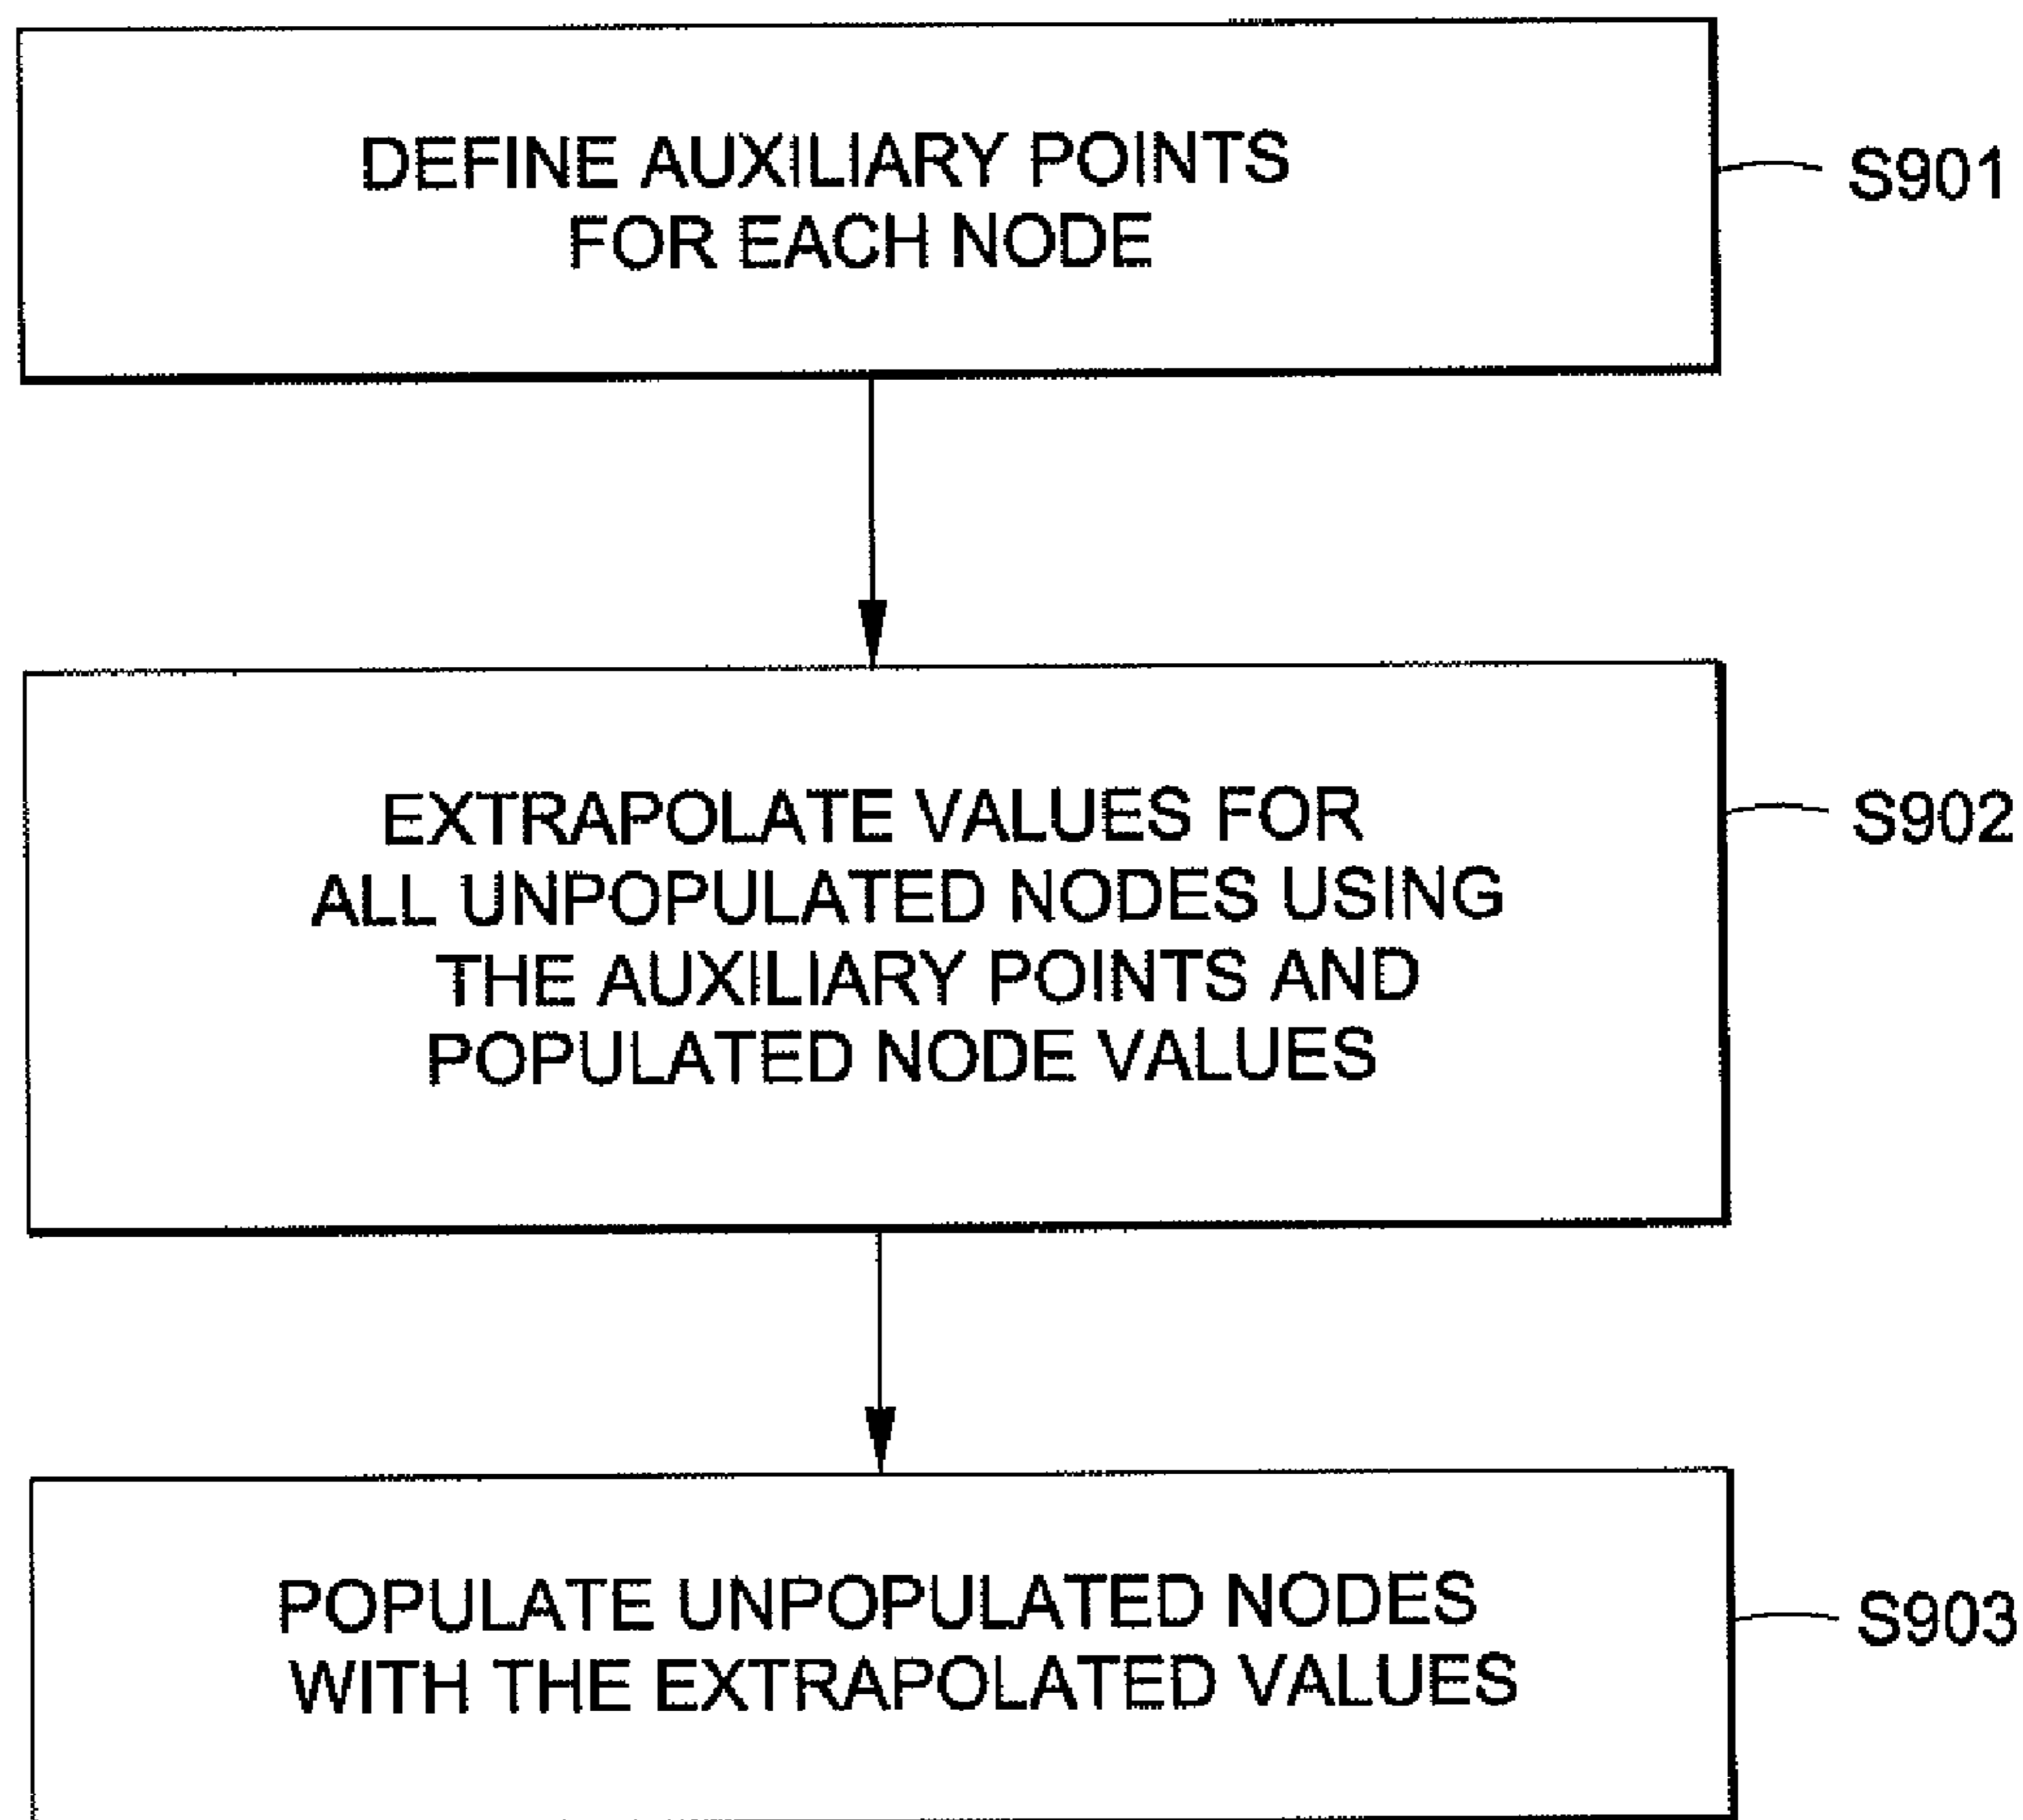 DEFINE AUXILIARY POINTS
FOR EACH NODE
S901
EXTRAPOLATE VALUES FOR
ALL UNPOPULATED NODES USING
THE AUXILIARY POINTS AND
POPULATED NODE VALUES
S902
POPULATE UNPOPULATED NODES
WITH THE EXTRAPOLATED VALUES
S903